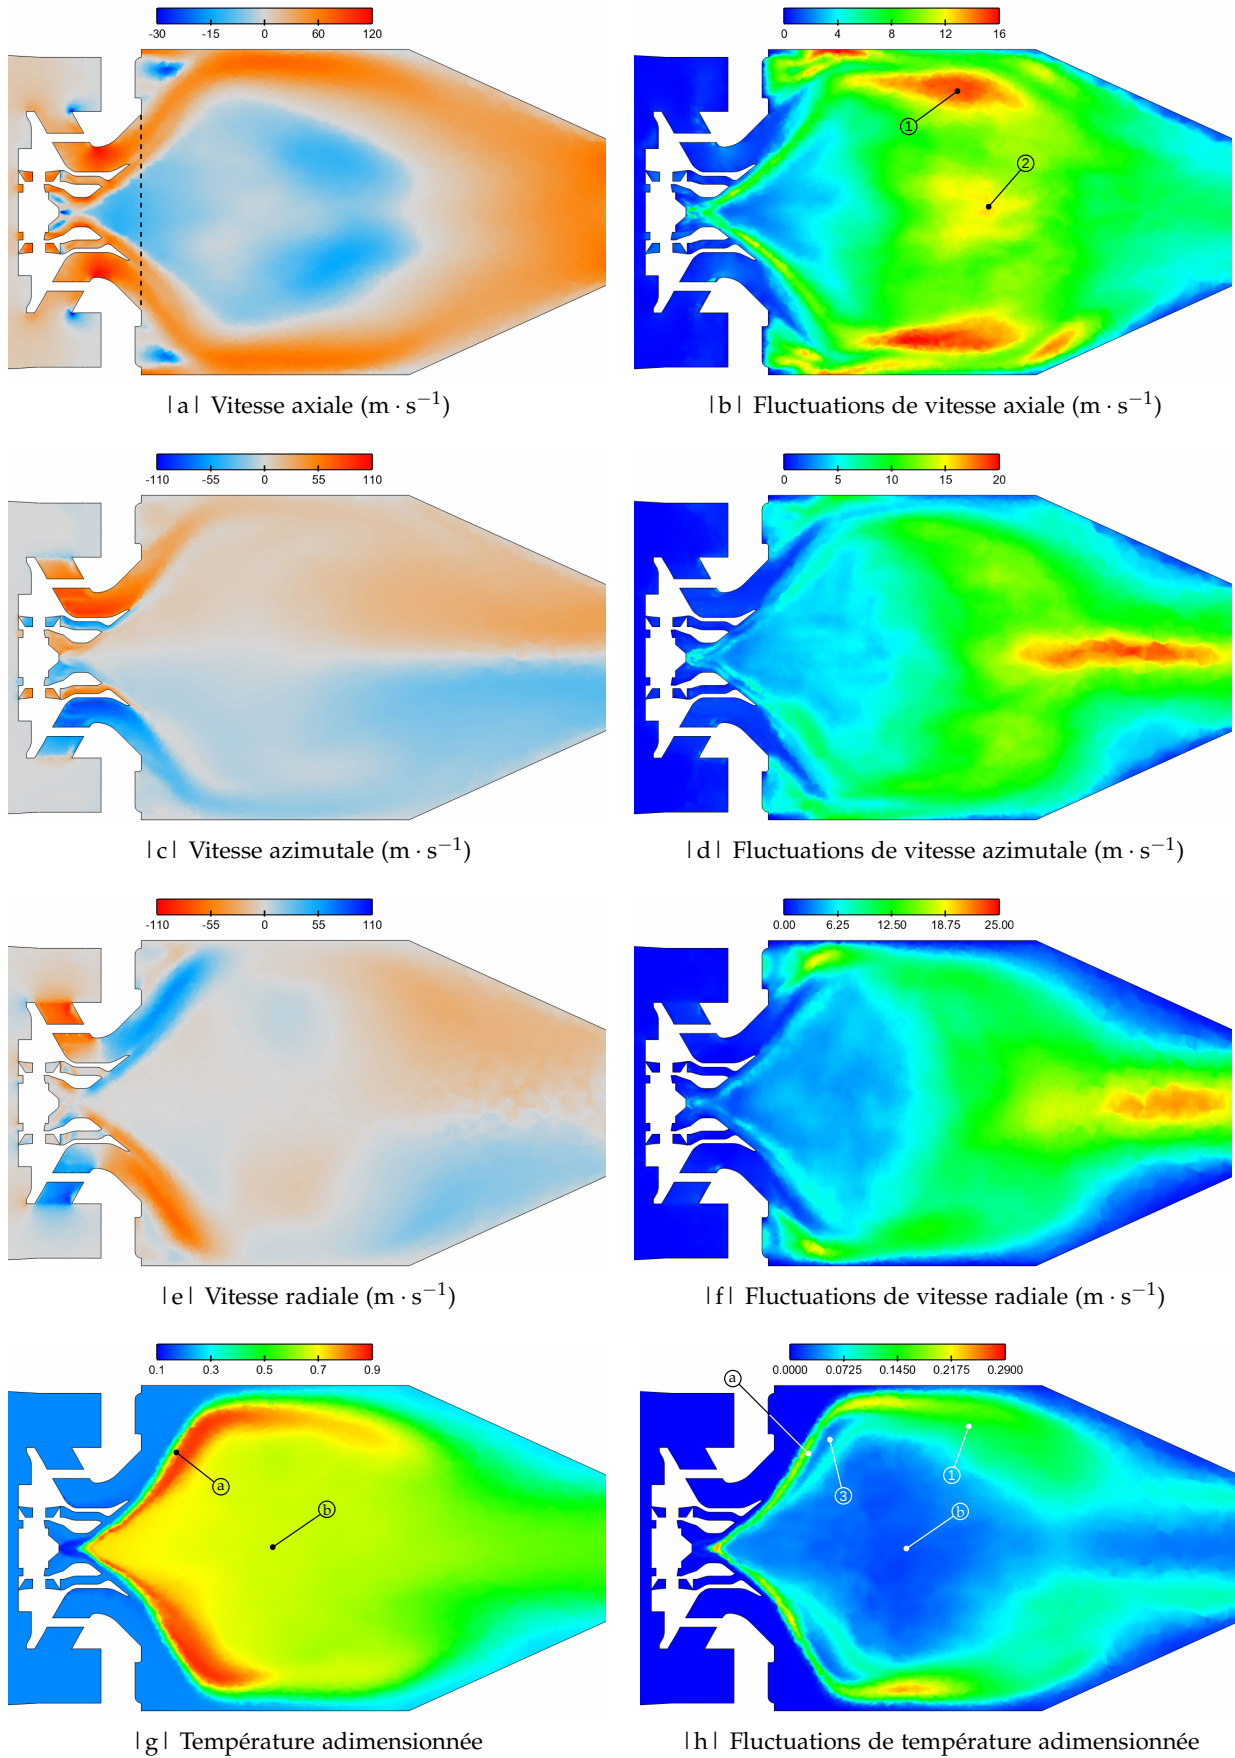 -30 -15 0 60 120
0 4 8 12 16
1
2
|a| Vitesse axiale (m · s−1)
|b| Fluctuations de vitesse axiale (m · s−1)
-110 -55 0 55 110
0 5 10 15 20
|c| Vitesse azimutale (m · s−1)
|d| Fluctuations de vitesse azimutale (m · s−1)
-110 -55 0 55 110
0.00 6.25 12.50 18.75 25.00
|e| Vitesse radiale (m · s−1)
|f| Fluctuations de vitesse radiale (m · s−1)
0.1 0.3 0.5 0.7 0.9
0.0000 0.0725 0.1450 0.2175 0.2900
a
b
a
1
3
b
|g| Température adimensionnée
|h| Fluctuations de température adimensionnée